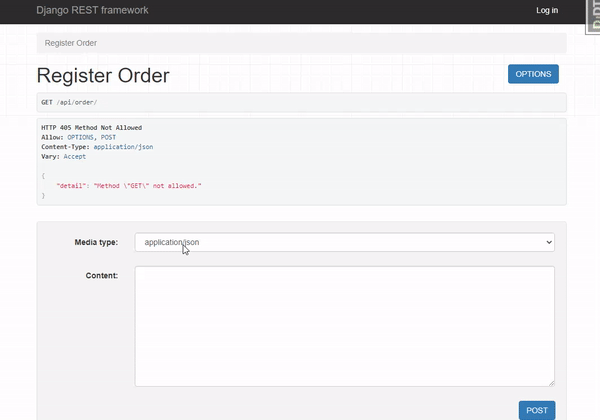 Django REST framework
Log in
DjDT
Register Order
Register Order
OPTIONS
GET /api/order/
HTTP 405 Method Not Allowed
Allow: OPTIONS, POST
Content-Type: application/json
Vary: Accept
{
"detail": "Method \"GET\" not allowed."
}
Media type:
application/json
Content:
POST